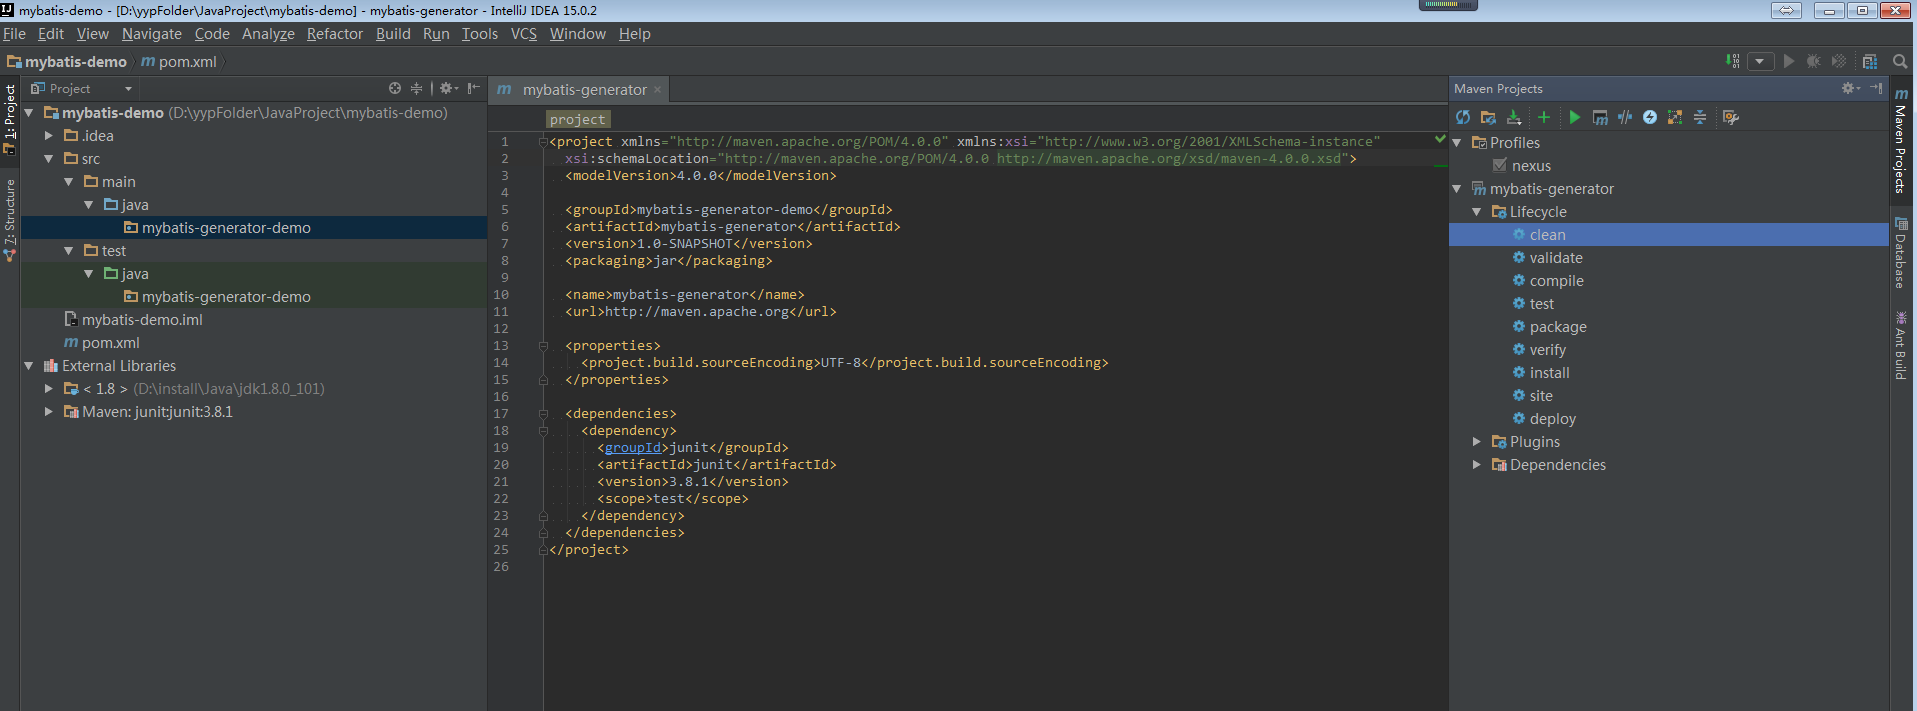 mybatis-demo - [D:\yypFolder\JavaProject\mybatis-demo] - mybatis-generator - IntelliJ IDEA 15.0.2
File Edit View Navigate Code Analyze Refactor Build Run Tools VCS Window Help
mybatis-demo pom.xml
Project
1: Project
7: Structure
mybatis-demo (D:\yypFolder\JavaProject\mybatis-demo)
.idea
src
main
java
mybatis-generator-demo
test
java
mybatis-generator-demo
mybatis-demo.iml
pom.xml
External Libraries
< 1.8 > (D:\install\Java\jdk1.8.0_101)
Maven: junit:junit:3.8.1
mybatis-generator
project
1 <project xmlns="http://maven.apache.org/POM/4.0.0" xmlns:xsi="http://www.w3.org/2001/XMLSchema-instance"
2 xsi:schemaLocation="http://maven.apache.org/POM/4.0.0 http://maven.apache.org/xsd/maven-4.0.0.xsd">
3 <modelVersion>4.0.0</modelVersion>
4
5 <groupId>mybatis-generator-demo</groupId>
6 <artifactId>mybatis-generator</artifactId>
7 <version>1.0-SNAPSHOT</version>
8 <packaging>jar</packaging>
9
10 <name>mybatis-generator</name>
11 <url>http://maven.apache.org</url>
12
13 <properties>
14 <project.build.sourceEncoding>UTF-8</project.build.sourceEncoding>
15 </properties>
16
17 <dependencies>
18 <dependency>
19 <groupId>junit</groupId>
20 <artifactId>junit</artifactId>
21 <version>3.8.1</version>
22 <scope>test</scope>
23 </dependency>
24 </dependencies>
25 </project>
26
Maven Projects
Profiles
nexus
mybatis-generator
Lifecycle
clean
validate
compile
test
package
verify
install
site
deploy
Plugins
Dependencies
Maven Projects
Database
Ant Build